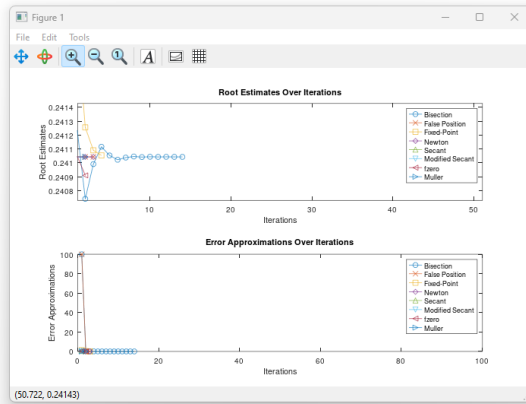 Figure 1
File Edit Tools
A
Root Estimates Over Iterations
0.2414
0.2413
0.2412
0.2411
0.241
0.2409
0.2408
Root Estimates
10 20 30 40 50
Iterations
Bisection
False Position
Fixed-Point
Newton
Secant
Modified Secant
fzero
Muller
Error Approximations Over Iterations
100
80
60
40
20
0
Error Approximations
0 20 40 60 80 100
Iterations
Bisection
False Position
Fixed-Point
Newton
Secant
Modified Secant
fzero
Muller
(50.722, 0.24143)